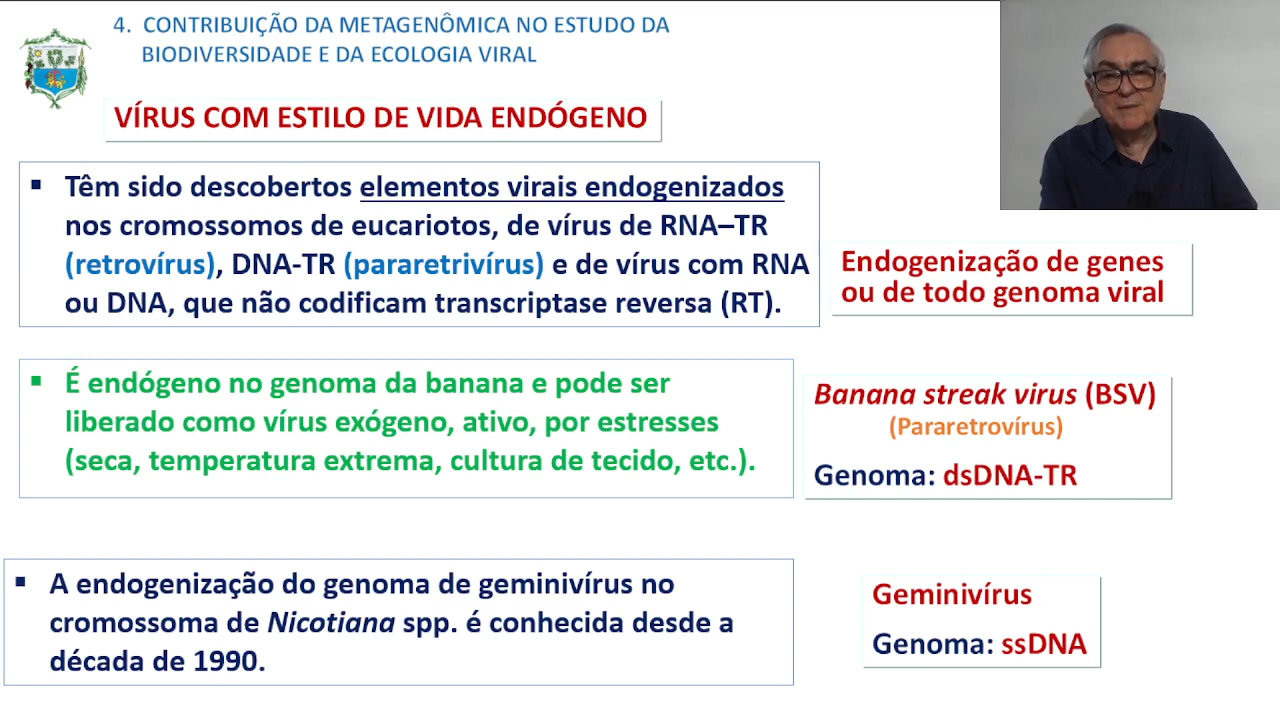 4. CONTRIBUIÇÃO DA METAGENÔMICA NO ESTUDO DA
BIODIVERSIDADE E DA ECOLOGIA VIRAL
VÍRUS COM ESTILO DE VIDA ENDÓGENO
▪ Têm sido descobertos elementos virais endogenizados
nos cromossomos de eucariotos, de vírus de RNA–TR
(retrovírus), DNA-TR (pararetrivírus) e de vírus com RNA
ou DNA, que não codificam transcriptase reversa (RT).
Endogenização de genes
ou de todo genoma viral
▪ É endógeno no genoma da banana e pode ser
liberado como vírus exógeno, ativo, por estresses
(seca, temperatura extrema, cultura de tecido, etc.).
Banana streak virus (BSV)
(Pararetrovírus)
Genoma: dsDNA-TR
▪ A endogenização do genoma de geminivírus no
cromossoma de Nicotiana spp. é conhecida desde a
década de 1990.
Geminivírus
Genoma: ssDNA